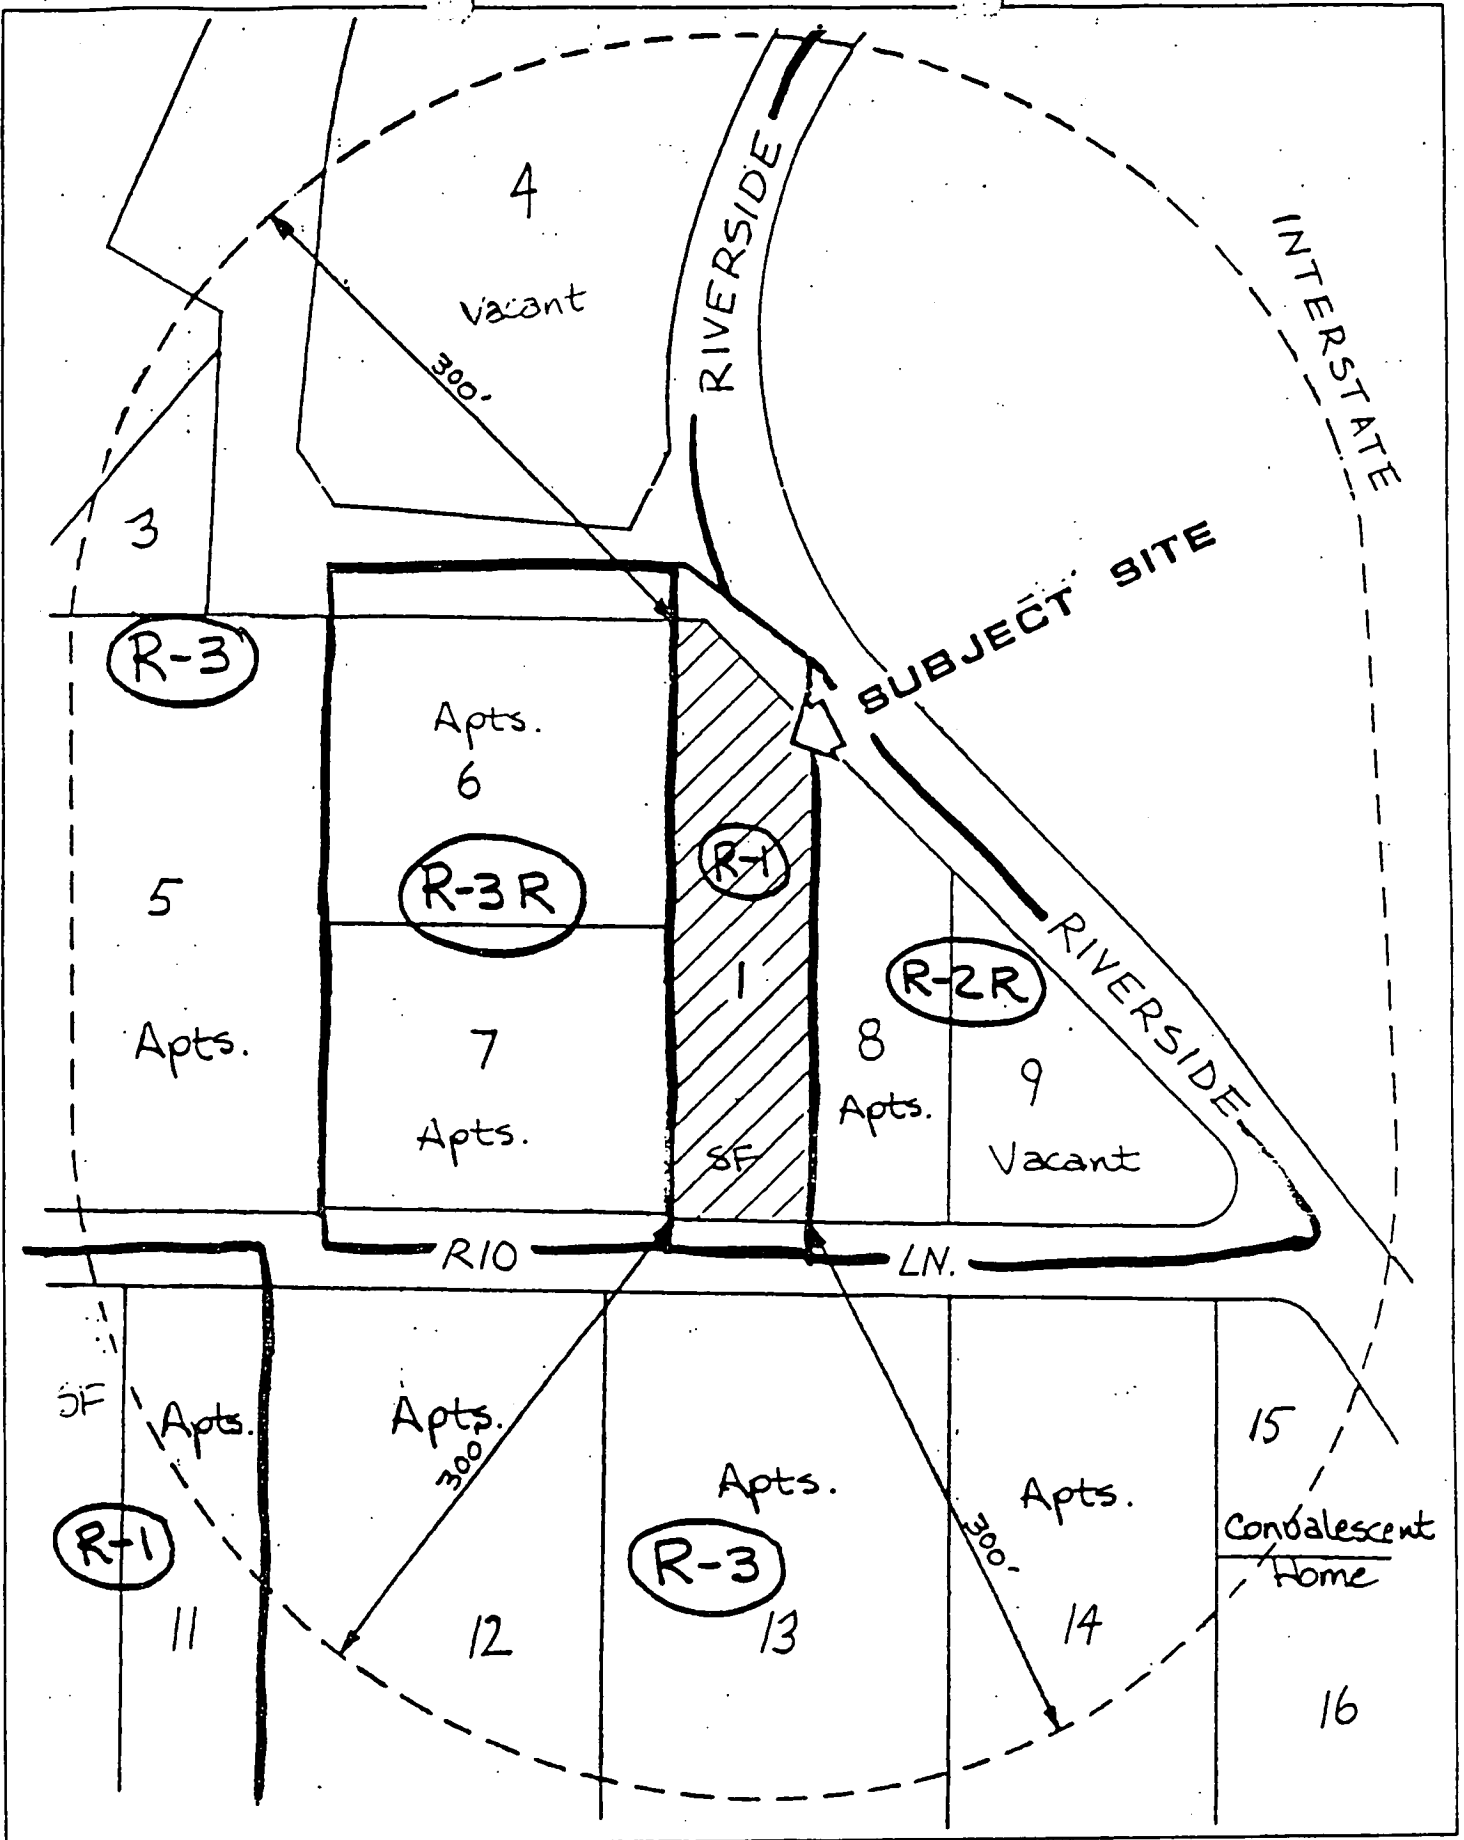 4
Vacant
RIVERSIDE
INTERSTATE
300'
3
SUBJECT SITE
R-3
Apts.
6
R-3R
R-1
5
1
R-2R
RIVERSIDE
Apts.
7
8
9
Apts.
Apts.
SF
Vacant
RIO
LN.
SF
Apts.
Apts.
300'
Apts.
Apts.
15
300'
Convalescent
Home
R-1
R-3
11
12
13
14
16